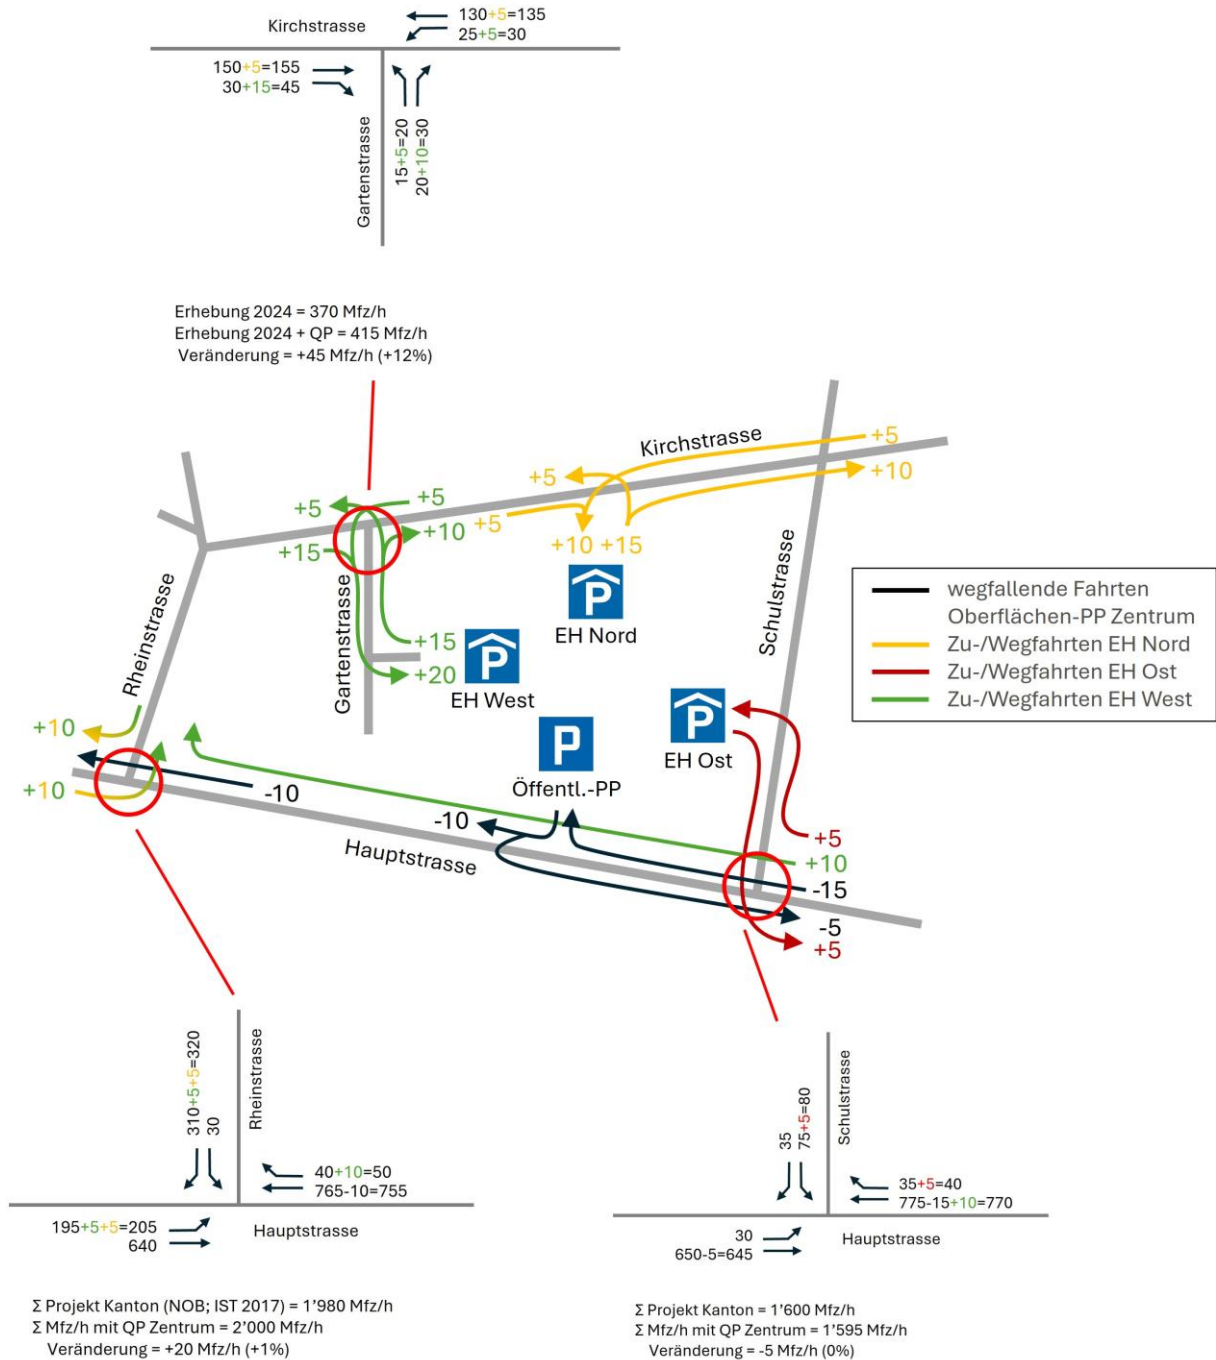 Kirchstrasse
130+5=135
25+5=30
150+5=155
30+15=45
Gartenstrasse
15+5=20
20+10=30
Erhebung 2024 = 370 Mfz/h
Erhebung 2024 + QP = 415 Mfz/h
Veränderung = +45 Mfz/h (+12%)
Kirchstrasse
+5
+10
+5
+5
+5
+5
+10
+15
+10 +15
P
EH Nord
Schulstrasse
Rheinstrasse
Gartenstrasse
+15
+20
P
EH West
wegfallende Fahrten
Oberflächen-PP Zentrum
Zu-/Wegfahrten EH Nord
Zu-/Wegfahrten EH Ost
Zu-/Wegfahrten EH West
+10
+10
-10
P
Öffentl.-PP
P
EH Ost
-10
Hauptstrasse
+5
+10
-15
-5
+5
310+5+5=320
30
Rheinstrasse
40+10=50
765-10=755
195+5+5=205
640
Hauptstrasse
35
75+5=80
Schulstrasse
35+5=40
775-15+10=770
30
650-5=645
Hauptstrasse
Σ Projekt Kanton (NOB; IST 2017) = 1’980 Mfz/h
Σ Mfz/h mit QP Zentrum = 2’000 Mfz/h
Veränderung = +20 Mfz/h (+1%)
Σ Projekt Kanton = 1’600 Mfz/h
Σ Mfz/h mit QP Zentrum = 1’595 Mfz/h
Veränderung = -5 Mfz/h (0%)